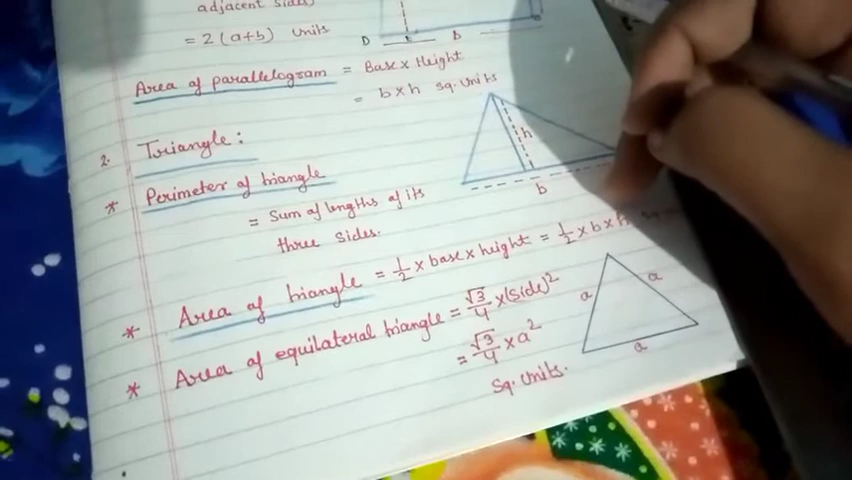 adjacent sides)
= 2(a+b) units
D b
Area of parallelogram = Base x Height
= b x h sq. units
2. Triangle:
h
b
* Perimeter of triangle
= Sum of lengths of its
three sides.
* Area of triangle = 1/2 x base x height = 1/2 x b x h
* Area of equilateral triangle = √3/4 x (Side)²
= √3/4 x a²
Sq. units.
a a
a